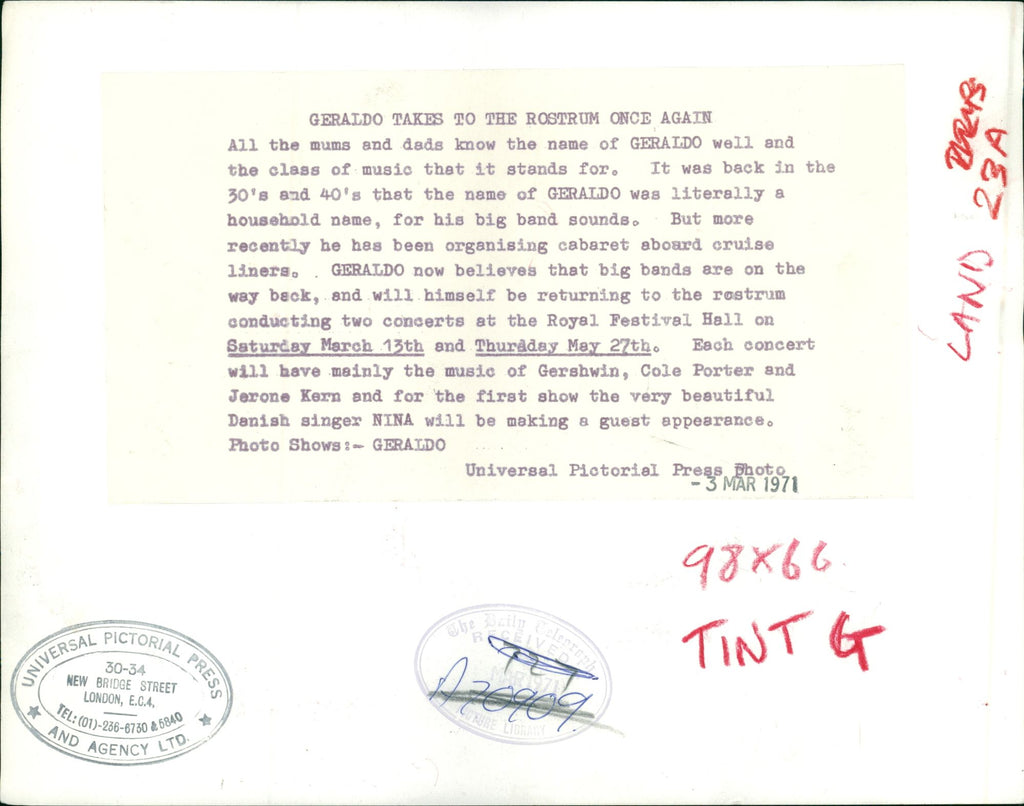 GERALDO TAKES TO THE ROSTRUM ONCE AGAIN
All the mums and dads know the name of GERALDO well and
the class of music that it stands for. It was back in the
30's and 40's that the name of GERALDO was literally a
household name, for his big band sounds. But more
recently he has been organising cabaret aboard cruise
liners. . GERALDO now believes that big bands are on the
way back, and will himself be returning to the rostrum
conducting two concerts at the Royal Festival Hall on
Saturday March 13th and Thurdday May 27th. Each concert
will have mainly the music of Gershwin, Cole Porter and
Jerone Kern and for the first show the very beautiful
Danish singer NINA will be making a guest appearance.
Photo Shows:- GERALDO
Universal Pictorial Press Photo
- 3 MAR 1971
23A
LAND
98x66
TINT G
UNIVERSAL PICTORIAL PRESS
30-34
NEW BRIDGE STREET
LONDON, E.C.4.
TEL: (01)-236-6730 & 5840
AND AGENCY LTD.
The Daily Telegraph
RECEIVED
A70909
PICTURE LIBRARY